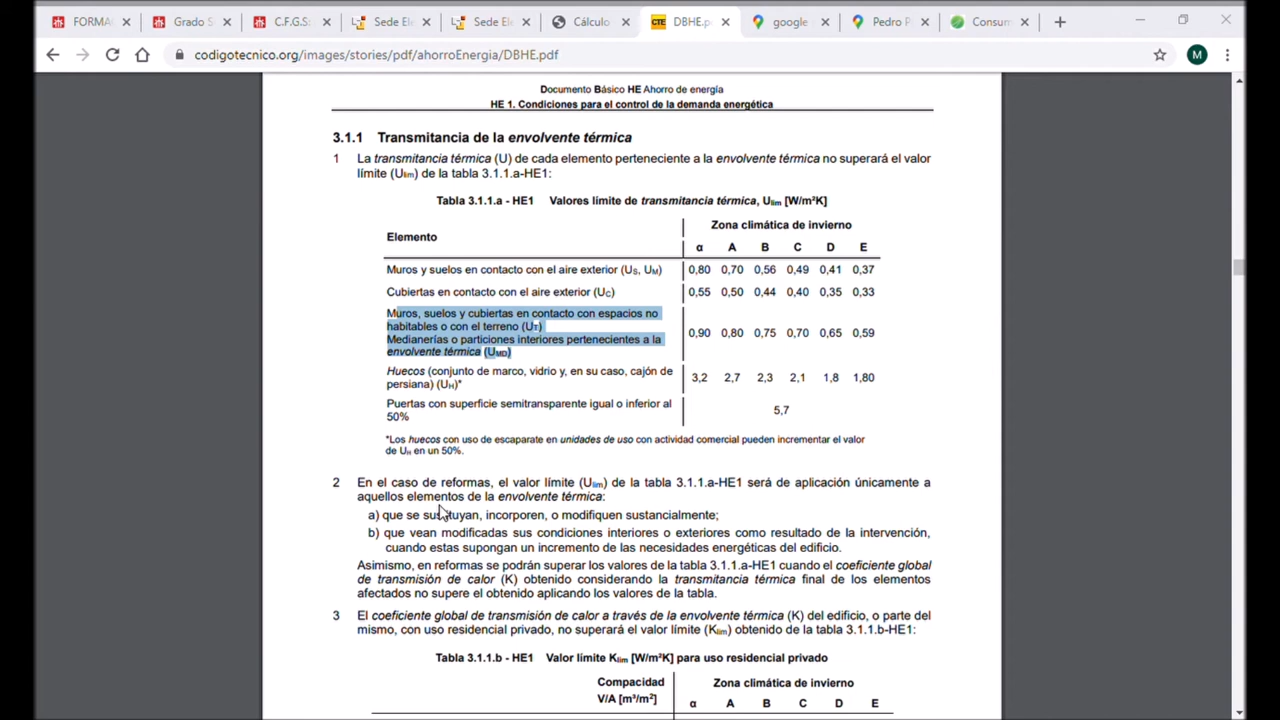 FORMA
Grado S
C.F.G.S:
Sede Ele
Sede Ele
Cálculo
CTE DBHE.p
google
Pedro P
Consum
codigotecnico.org/images/stories/pdf/ahorroEnergia/DBHE.pdf
M
Documento Básico HE Ahorro de energía
HE 1. Condiciones para el control de la demanda energética
3.1.1 Transmitancia de la envolvente térmica
1 La transmitancia térmica (U) de cada elemento perteneciente a la envolvente térmica no superará el valor
límite (Ulim) de la tabla 3.1.1.a-HE1:
Tabla 3.1.1.a - HE1 Valores límite de transmitancia térmica, Ulim [W/m²K]
Zona climática de invierno
Elemento
α A B C D E
Muros y suelos en contacto con el aire exterior (US, UM) 0,80 0,70 0,56 0,49 0,41 0,37
Cubiertas en contacto con el aire exterior (UC) 0,55 0,50 0,44 0,40 0,35 0,33
Muros, suelos y cubiertas en contacto con espacios no
habitables o con el terreno (UT)
0,90 0,80 0,75 0,70 0,65 0,59
Medianerías o particiones interiores pertenecientes a la
envolvente térmica (UMD)
Huecos (conjunto de marco, vidrio y, en su caso, cajón de
3,2 2,7 2,3 2,1 1,8 1,80
persiana) (UH)*
Puertas con superficie semitransparente igual o inferior al
5,7
50%
*Los huecos con uso de escaparate en unidades de uso con actividad comercial pueden incrementar el valor
de UH en un 50%.
2 En el caso de reformas, el valor límite (Ulim) de la tabla 3.1.1.a-HE1 será de aplicación únicamente a
aquellos elementos de la envolvente térmica:
a) que se sustituyan, incorporen, o modifiquen sustancialmente;
b) que vean modificadas sus condiciones interiores o exteriores como resultado de la intervención,
cuando estas supongan un incremento de las necesidades energéticas del edificio.
Asimismo, en reformas se podrán superar los valores de la tabla 3.1.1.a-HE1 cuando el coeficiente global
de transmisión de calor (K) obtenido considerando la transmitancia térmica final de los elementos
afectados no supere el obtenido aplicando los valores de la tabla.
3 El coeficiente global de transmisión de calor a través de la envolvente térmica (K) del edificio, o parte del
mismo, con uso residencial privado, no superará el valor límite (Klim) obtenido de la tabla 3.1.1.b-HE1:
Tabla 3.1.1.b - HE1 Valor límite Klim [W/m²K] para uso residencial privado
Compacidad Zona climática de invierno
V/A [m³/m²]
α A B C D E